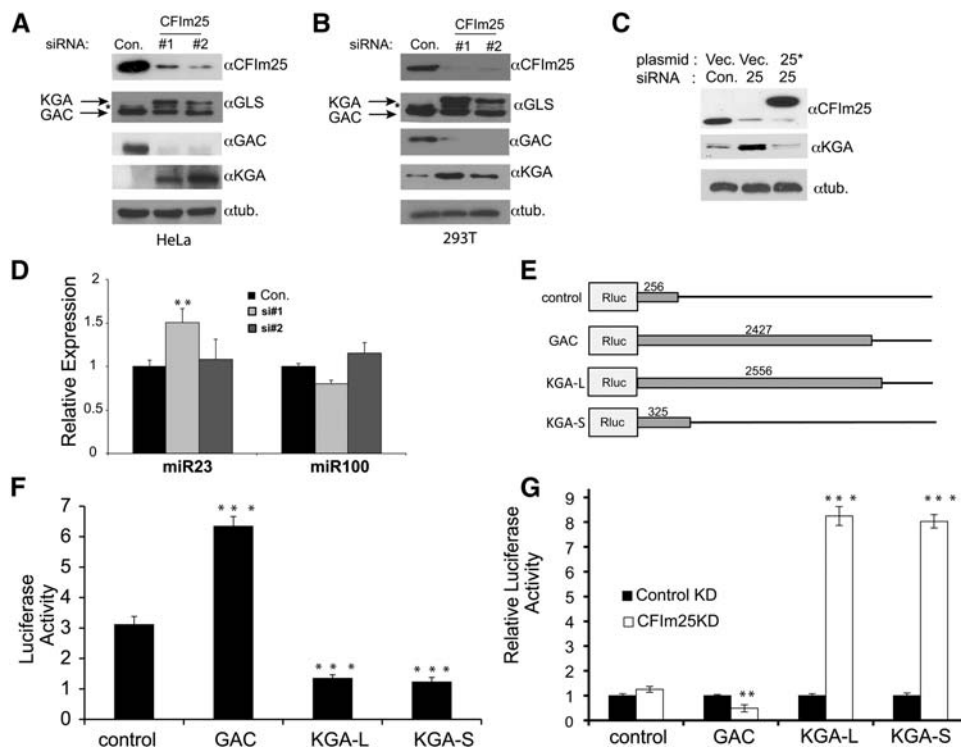 A
CFIm25
siRNA: Con. #1 #2
αCFIm25
KGA
*
GAC
αGLS
αGAC
αKGA
αtub.
HeLa
B
CFIm25
siRNA: Con. #1 #2
αCFIm25
KGA
*
GAC
αGLS
αGAC
αKGA
αtub.
293T
C
plasmid : Vec. Vec. 25*
siRNA : Con. 25 25
αCFIm25
αKGA
αtub.
D
Relative Expression
2
1.5
1
0.5
0
**
Con.
si#1
si#2
miR23 miR100
E
control Rluc 256
GAC Rluc 2427
KGA-L Rluc 2556
KGA-S Rluc 325
F
Luciferase
Activity
7
6
5
4
3
2
1
0
* * *
* * *
* * *
control GAC KGA-L KGA-S
G
Relative Luciferase
Activity
9
8
7
6
5
4
3
2
1
0
Control KD
CFIm25KD
**
** *
** *
control GAC KGA-L KGA-S